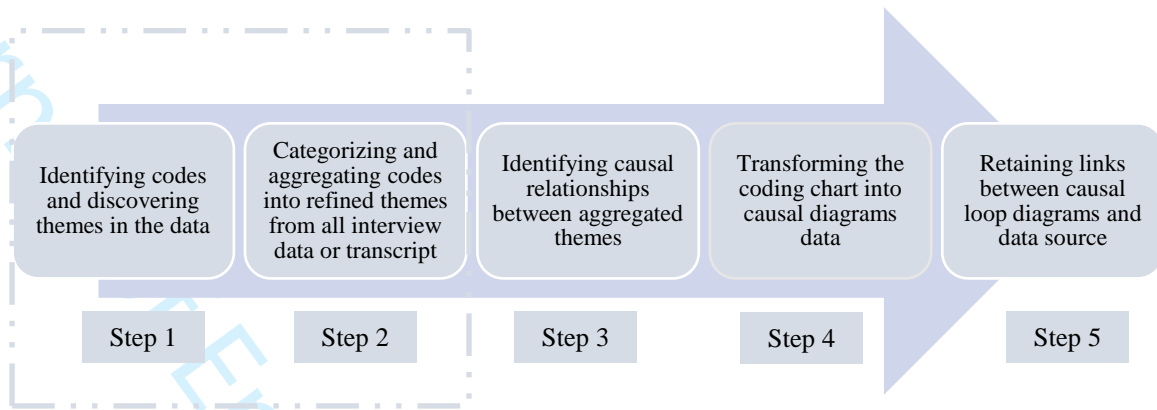 Identifying codes
and discovering
themes in the data
Categorizing and
aggregating codes
into refined themes
from all interview
data or transcript
Identifying causal
relationships
between aggregated
themes
Transforming the
coding chart into
causal diagrams
data
Retaining links
between causal
loop diagrams and
data source
Step 1
Step 2
Step 3
Step 4
Step 5